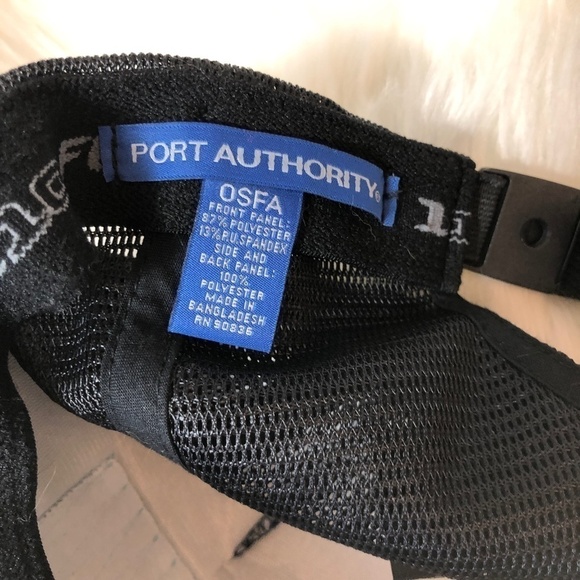 PORT AUTHORITY®
OSFA
FRONT PANEL:
87% POLYESTER
13% P.U. SPANDEX
SIDE AND
BACK PANEL:
100%
POLYESTER
MADE IN
BANGLADESH
RN 90836